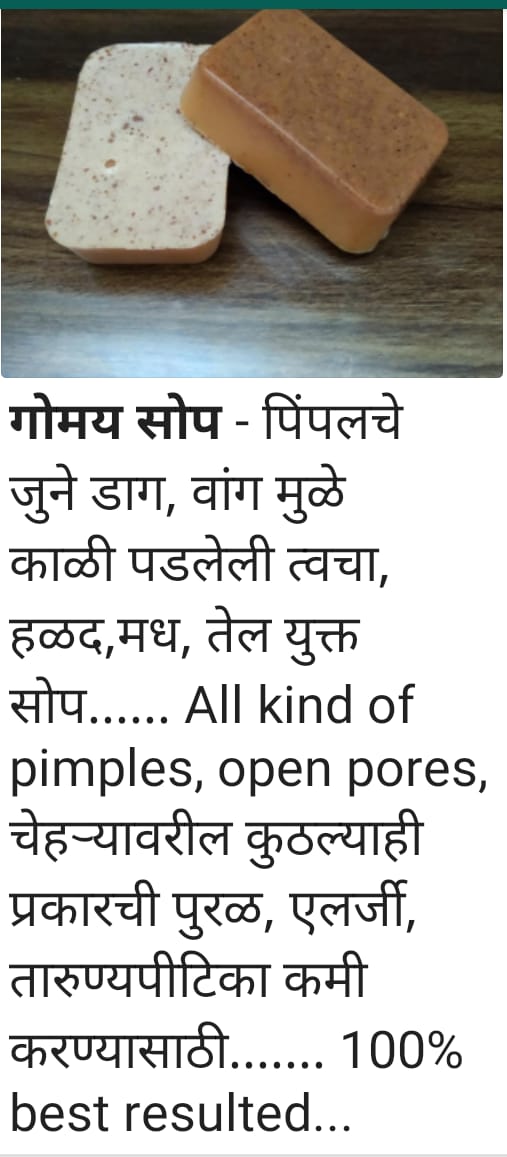 गोमय सोप - पिंपलचे
जुने डाग, वांग मुळे
काळी पडलेली त्वचा,
हळद,मध, तेल युक्त
सोप...... All kind of
pimples, open pores,
चेहऱ्यावरील कुठल्याही
प्रकारची पुरळ, एलर्जी,
तारुण्यपीटिका कमी
करण्यासाठी....... 100%
best resulted...